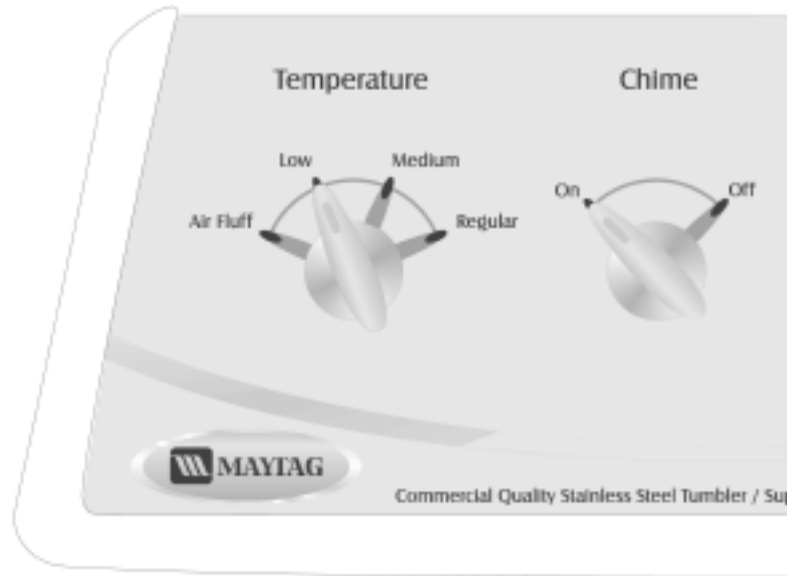 Temperature
Chime
Low
Medium
Air Fluff
Regular
On
Off
MAYTAG
Commercial Quality Stainless Steel Tumbler /